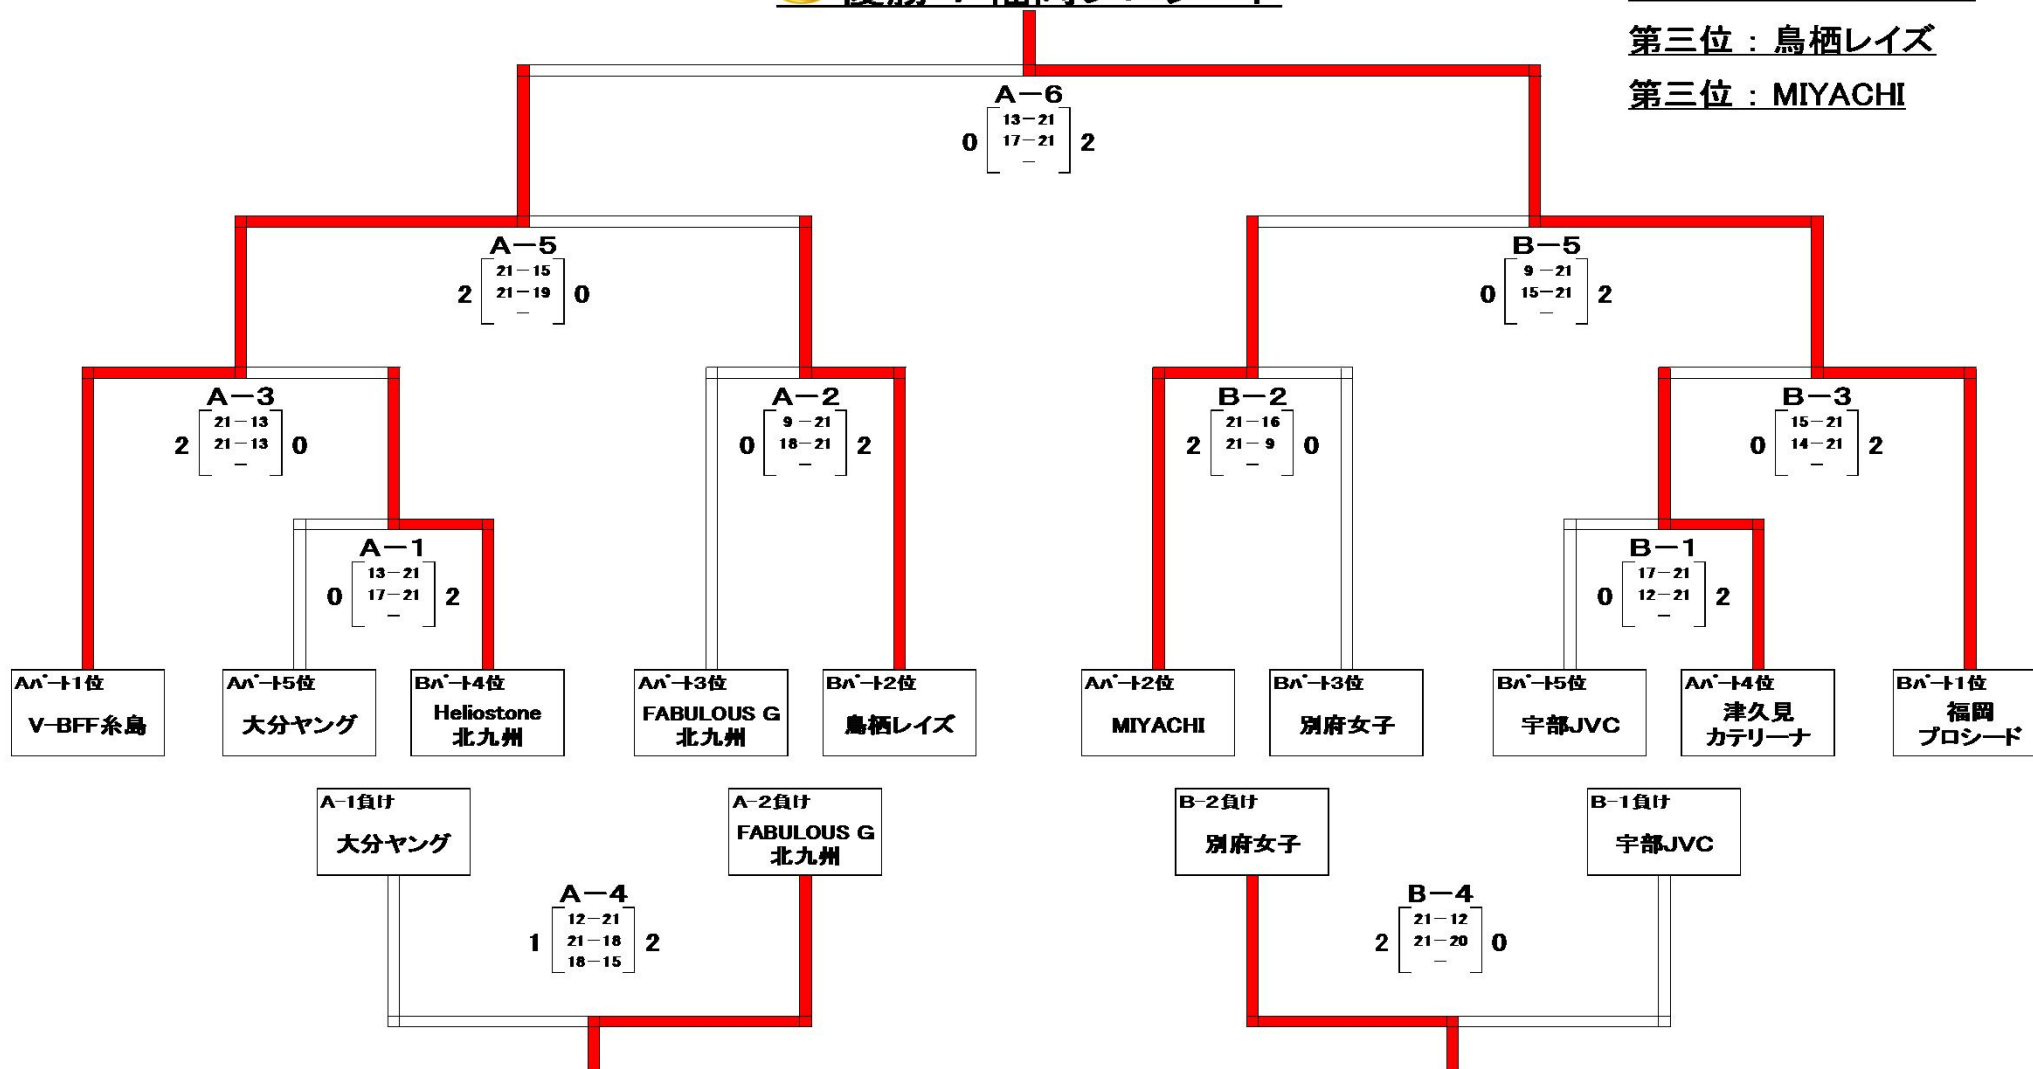 第三位 : 鳥栖レイズ
第三位 : MIYACHI
A-6
13-21
0 17-21 2
-
A-5
21-15
2 21-19 0
-
B-5
9-21
0 15-21 2
-
A-3
21-13
2 21-13 0
-
A-2
9-21
0 18-21 2
-
B-2
21-16
2 21-9 0
-
B-3
15-21
0 14-21 2
-
A-1
13-21
0 17-21 2
-
B-1
17-21
0 12-21 2
-
Aパート1位
V-BFF糸島
Aパート5位
大分ヤング
Bパート4位
Heliostone
北九州
Aパート3位
FABULOUS G
北九州
Bパート2位
鳥栖レイズ
Aパート2位
MIYACHI
Bパート3位
別府女子
Bパート5位
宇部JVC
Aパート4位
津久見
カテリーナ
Bパート1位
福岡
プロシード
A-1負け
大分ヤング
A-2負け
FABULOUS G
北九州
B-2負け
別府女子
B-1負け
宇部JVC
A-4
12-21
1 21-18 2
18-15
B-4
21-12
2 21-20 0
-